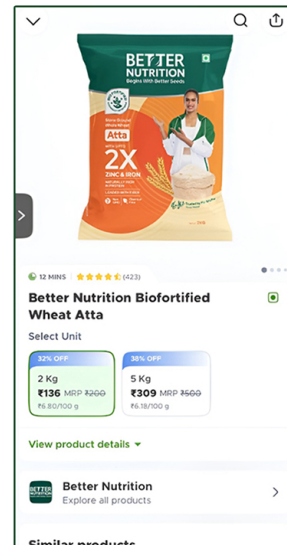 BETTER
NUTRITION
Begins With Better Seeds
Atta
2X
ZINC & IRON
12 MINS
(423)
Better Nutrition Biofortified
Wheat Atta
Select Unit
32% OFF
2 Kg
₹136 MRP ₹200
₹6.80/100 g
38% OFF
5 Kg
₹309 MRP ₹500
₹6.18/100 g
View product details
BETTER
NUTRITION
Better Nutrition
Explore all products
Similar products